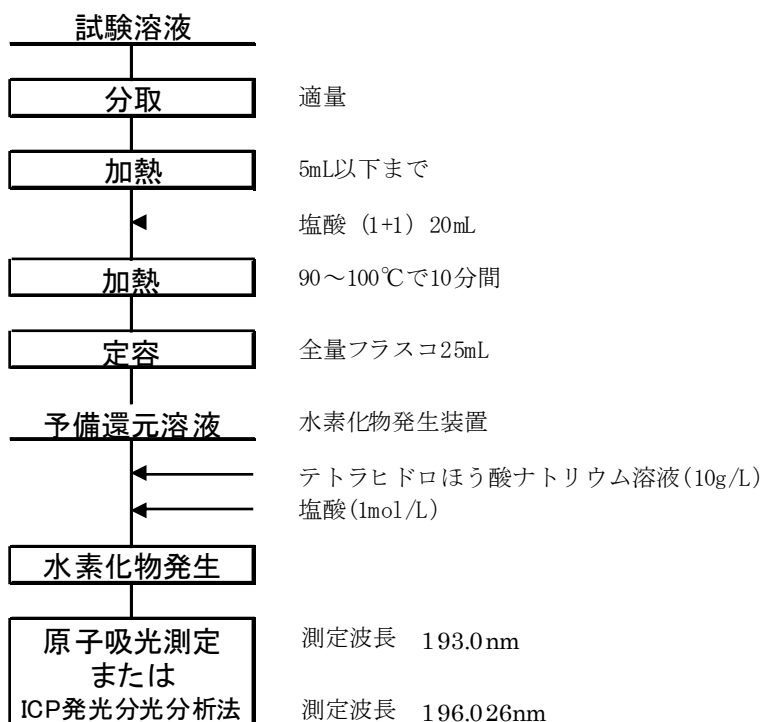 試験溶液
分取 適量
加熱 5mL以下まで
塩酸 (1+1) 20mL
加熱 90～100℃で10分間
定容 全量フラスコ25mL
予備還元溶液 水素化物発生装置
テトラヒドロほう酸ナトリウム溶液(10g/L)
塩酸(1mol/L)
水素化物発生
原子吸光測定 測定波長 193.0nm
または
ICP発光分光分析法 測定波長 196.026nm